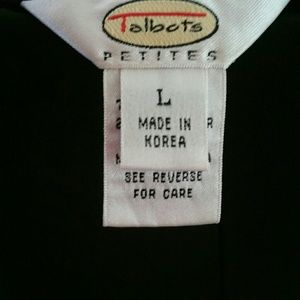 Talbots
PETITES
L
MADE IN
KOREA
SEE REVERSE
FOR CARE